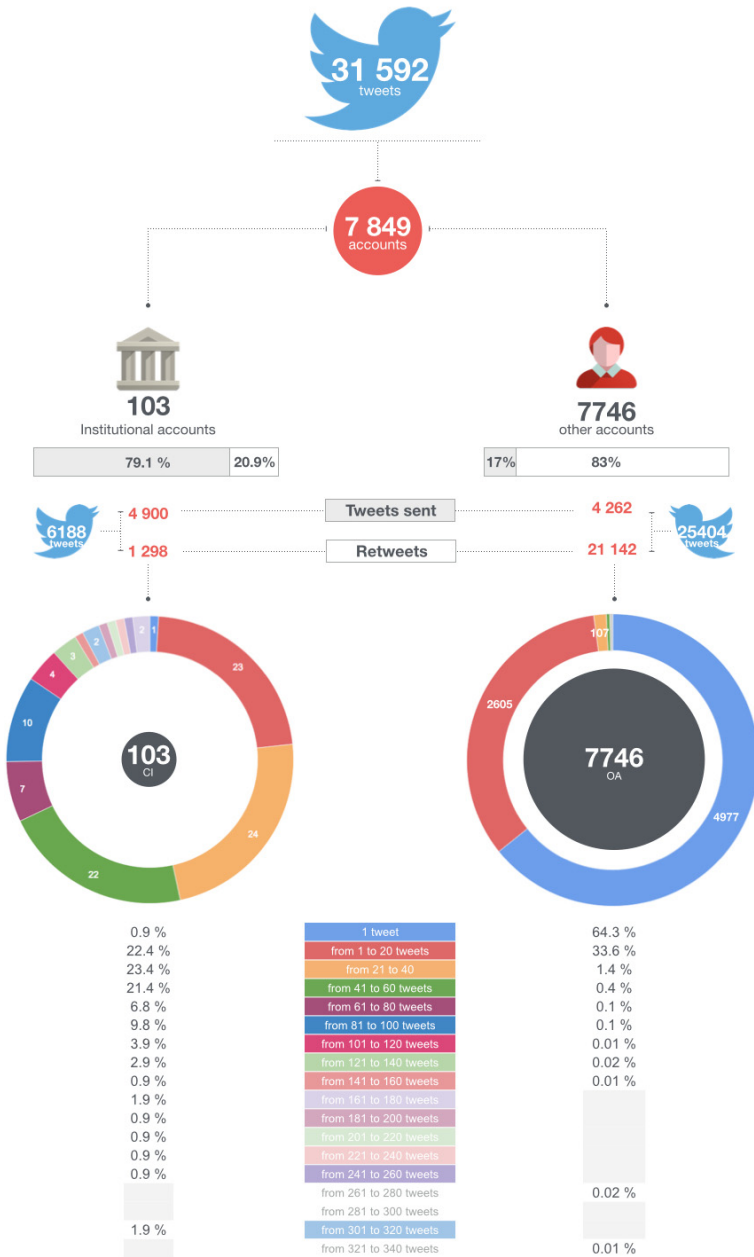 31 592
tweets
7 849
accounts
103
Institutional accounts
7746
other accounts
79.1 % 20.9%
17% 83%
6188
tweets
4 900
1 298
Tweets sent
Retweets
4 262
21 142
25404
tweets
1
23
24
22
7
10
4
3
2
2
103
CI
107
2605
4977
7746
OA
0.9 % 1 tweet 64.3 %
22.4 % from 1 to 20 tweets 33.6 %
23.4 % from 21 to 40 1.4 %
21.4 % from 41 to 60 tweets 0.4 %
6.8 % from 61 to 80 tweets 0.1 %
9.8 % from 81 to 100 tweets 0.1 %
3.9 % from 101 to 120 tweets 0.01 %
2.9 % from 121 to 140 tweets 0.02 %
0.9 % from 141 to 160 tweets 0.01 %
1.9 % from 161 to 180 tweets
0.9 % from 181 to 200 tweets
0.9 % from 201 to 220 tweets
0.9 % from 221 to 240 tweets
0.9 % from 241 to 260 tweets
from 261 to 280 tweets 0.02 %
from 281 to 300 tweets
1.9 % from 301 to 320 tweets
from 321 to 340 tweets 0.01 %